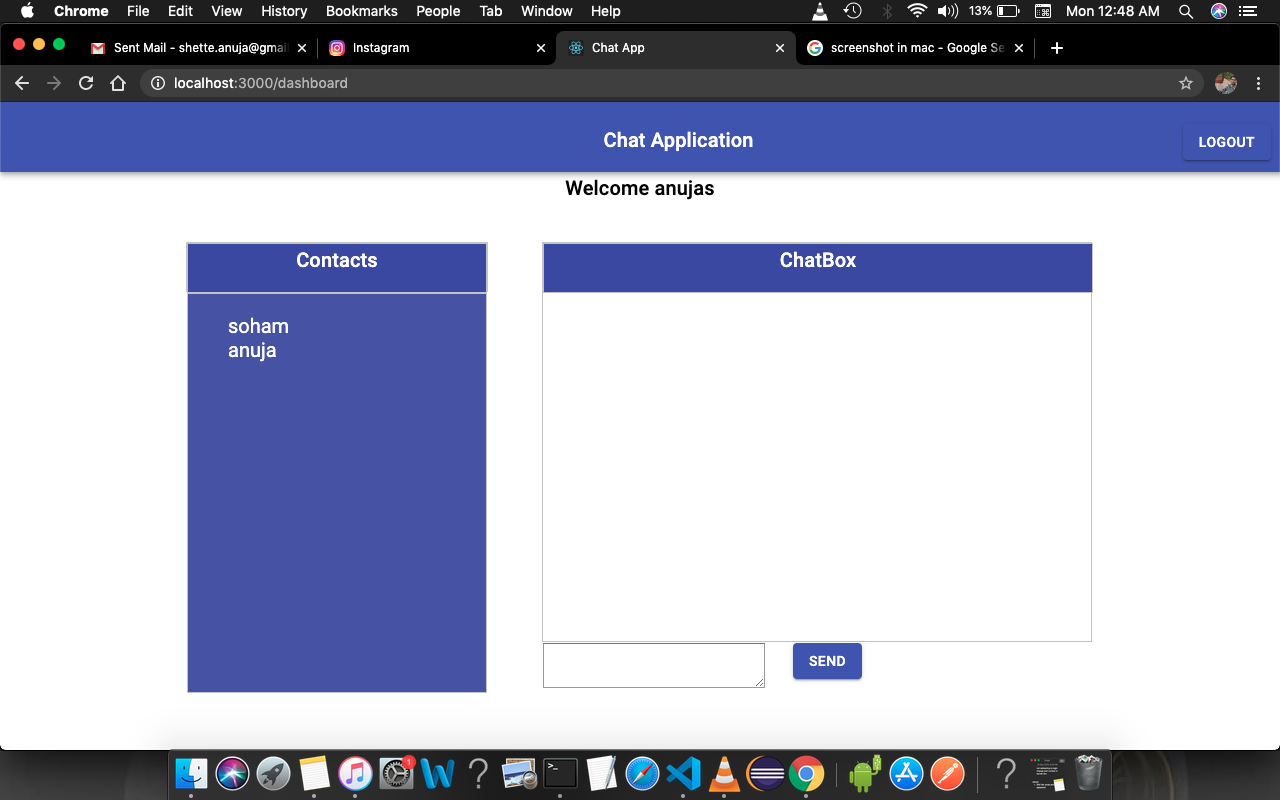 Chrome File Edit View History Bookmarks People Tab Window Help 13% Mon 12:48 AM
Sent Mail - shette.anuja@gmai Instagram Chat App screenshot in mac - Google Se
localhost:3000/dashboard
Chat Application
LOGOUT
Welcome anujas
Contacts
ChatBox
soham
anuja
SEND